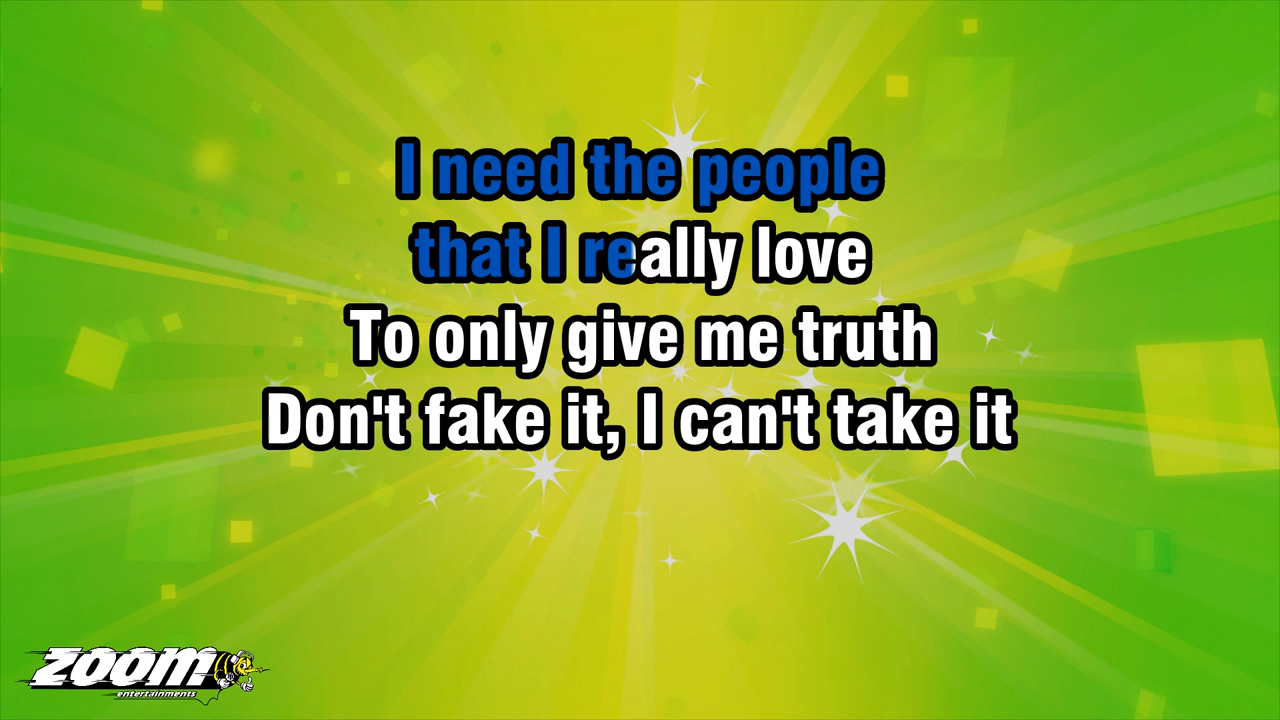 I need the people
that I really love
To only give me truth
Don't fake it, I can't take it
ZOOM
entertainments